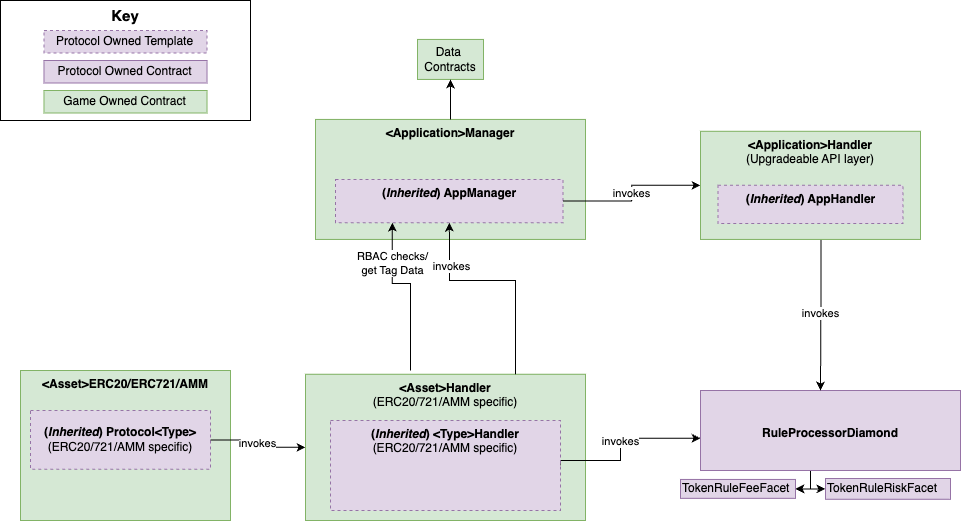 Key
Protocol Owned Template
Protocol Owned Contract
Game Owned Contract
Data
Contracts
<Application>Manager
(Inherited) AppManager
invokes
<Application>Handler
(Upgradeable API layer)
(Inherited) AppHandler
RBAC checks/
get Tag Data
invokes
invokes
<Asset>ERC20/ERC721/AMM
(Inherited) Protocol<Type>
(ERC20/721/AMM specific)
invokes
<Asset>Handler
(ERC20/721/AMM specific)
(Inherited) <Type>Handler
(ERC20/721/AMM specific)
invokes
RuleProcessorDiamond
TokenRuleFeeFacet
TokenRuleRiskFacet